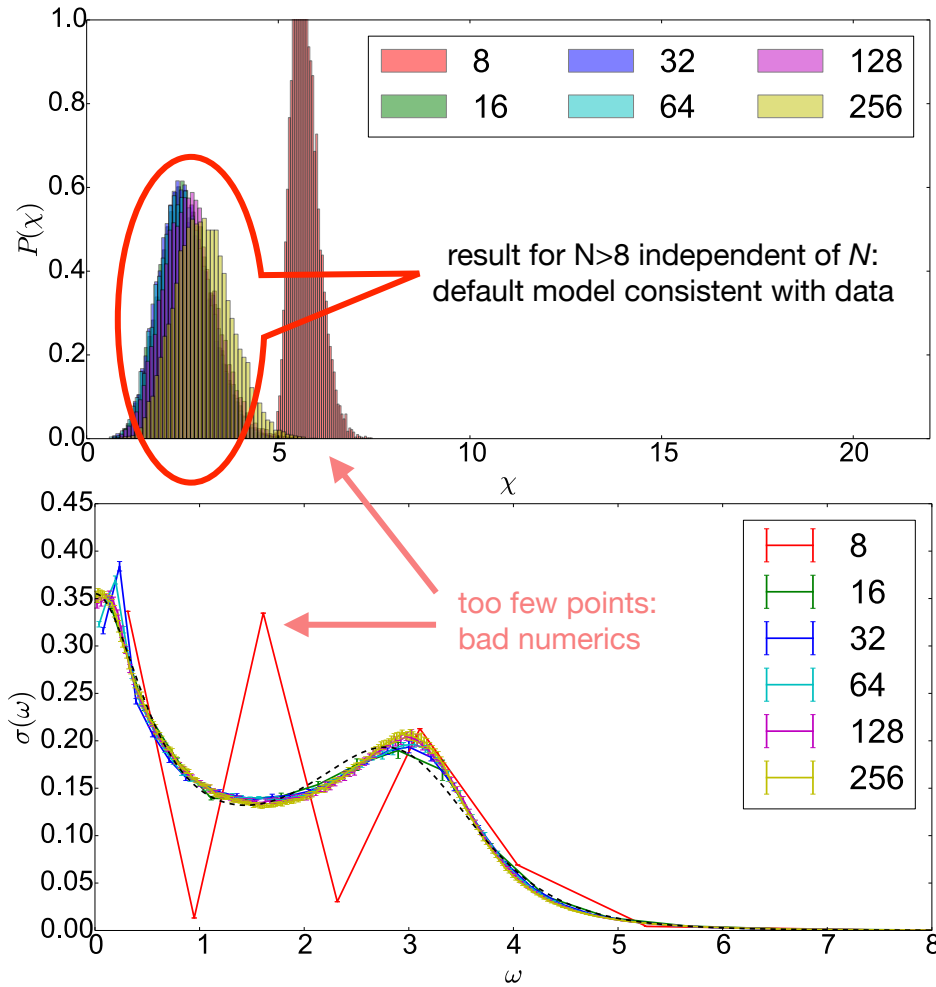 1.0
0.8
0.6
0.4
0.2
0.0
P(χ)
8 32 128
16 64 256
result for N>8 independent of N:
default model consistent with data
0 5 10 15 20
χ
0.45
0.40
0.35
0.30
0.25
0.20
0.15
0.10
0.05
0.00
σ(ω)
too few points:
bad numerics
8
16
32
64
128
256
0 1 2 3 4 5 6 7 8
ω